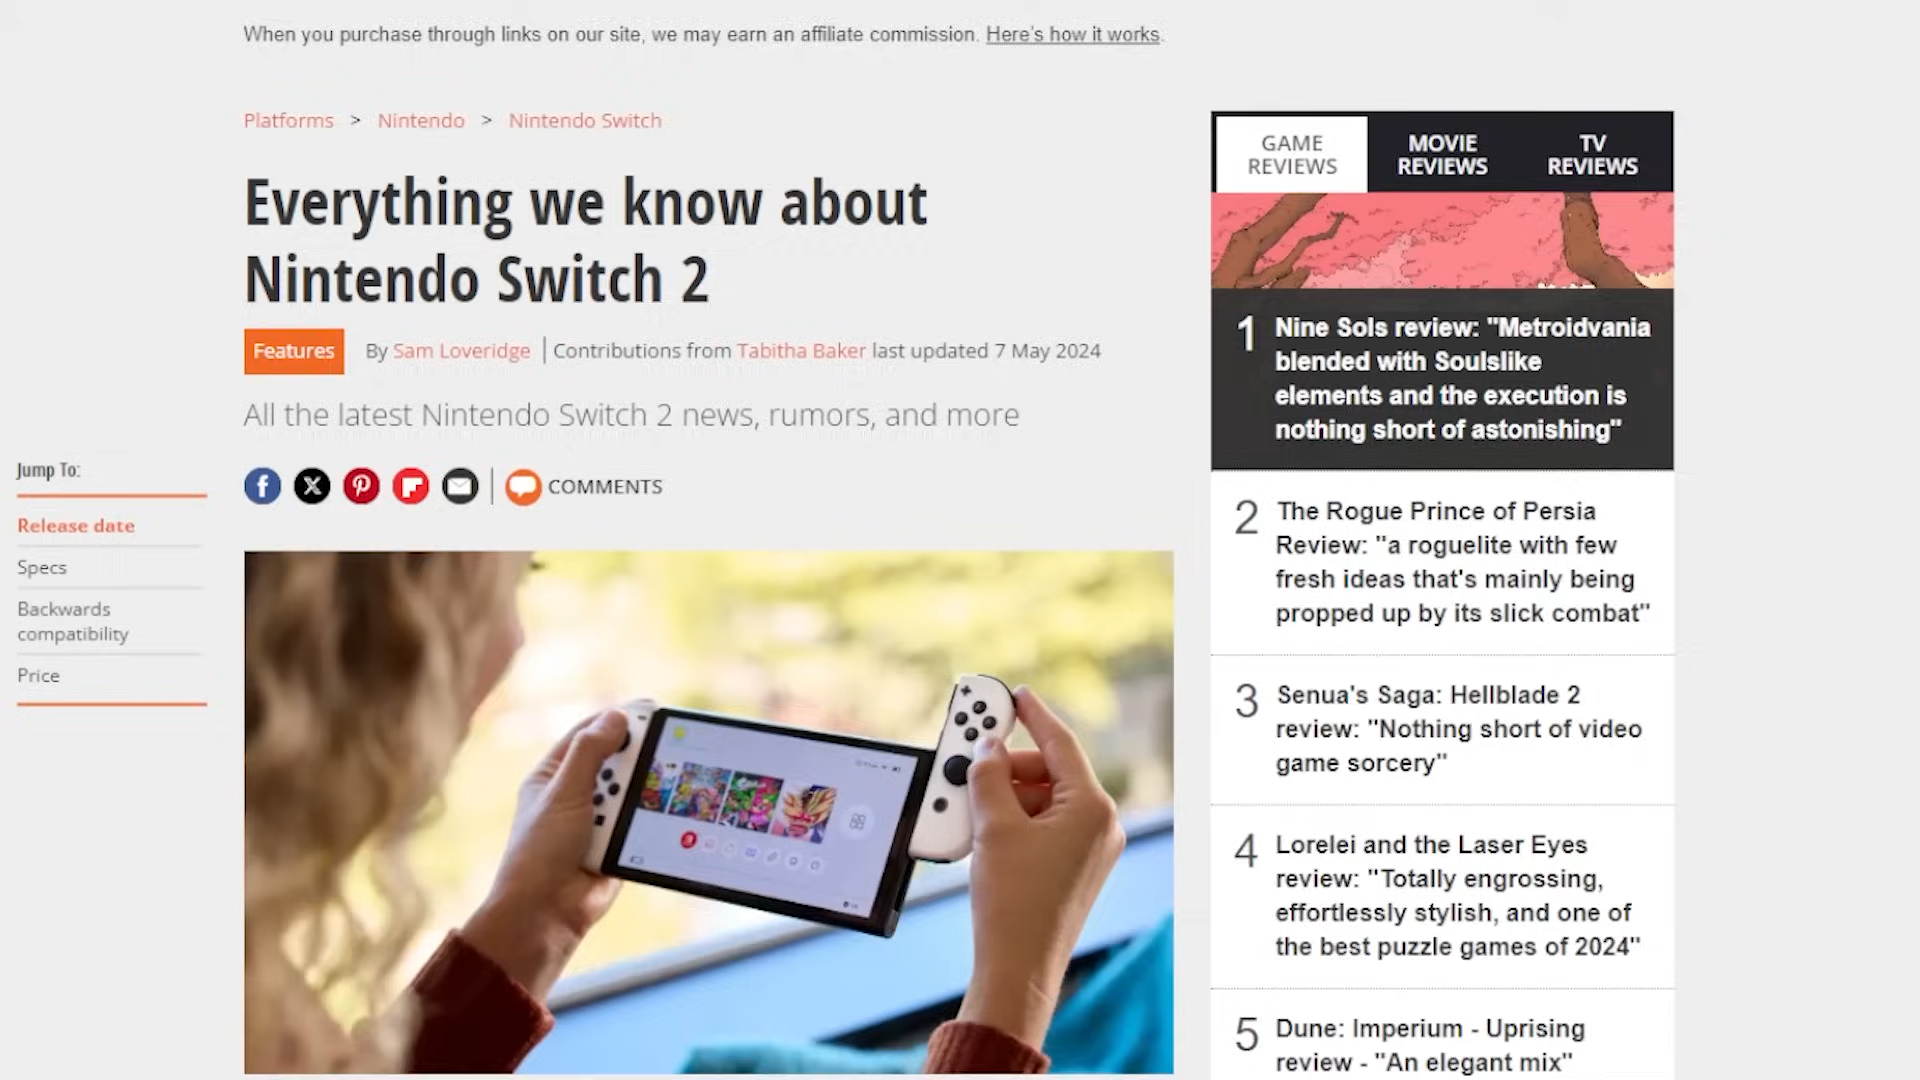 When you purchase through links on our site, we may earn an affiliate commission. Here's how it works.
Platforms > Nintendo > Nintendo Switch
Everything we know about
Nintendo Switch 2
Features By Sam Loveridge | Contributions from Tabitha Baker last updated 7 May 2024
All the latest Nintendo Switch 2 news, rumors, and more
COMMENTS
Jump To:
Release date
Specs
Backwards
compatibility
Price
GAME
REVIEWS
MOVIE
REVIEWS
TV
REVIEWS
1 Nine Sols review: "Metroidvania
blended with Soulslike
elements and the execution is
nothing short of astonishing"
2 The Rogue Prince of Persia
Review: "a roguelite with few
fresh ideas that's mainly being
propped up by its slick combat"
3 Senua's Saga: Hellblade 2
review: "Nothing short of video
game sorcery"
4 Lorelei and the Laser Eyes
review: "Totally engrossing,
effortlessly stylish, and one of
the best puzzle games of 2024"
5 Dune: Imperium - Uprising
review - "An elegant mix"